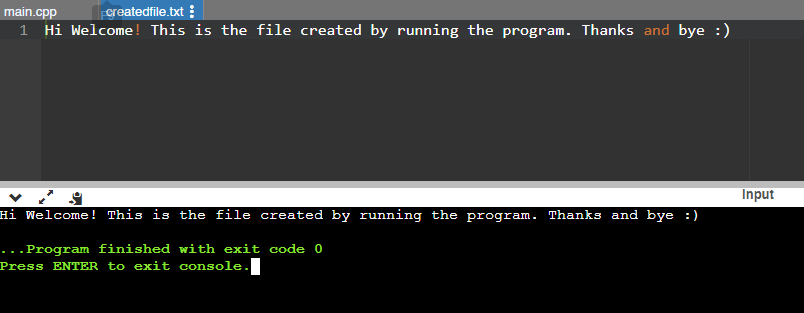 main.cpp createdfile.txt
1 Hi Welcome! This is the file created by running the program. Thanks and bye :)
input
Hi Welcome! This is the file created by running the program. Thanks and bye :)
...Program finished with exit code 0
Press ENTER to exit console.